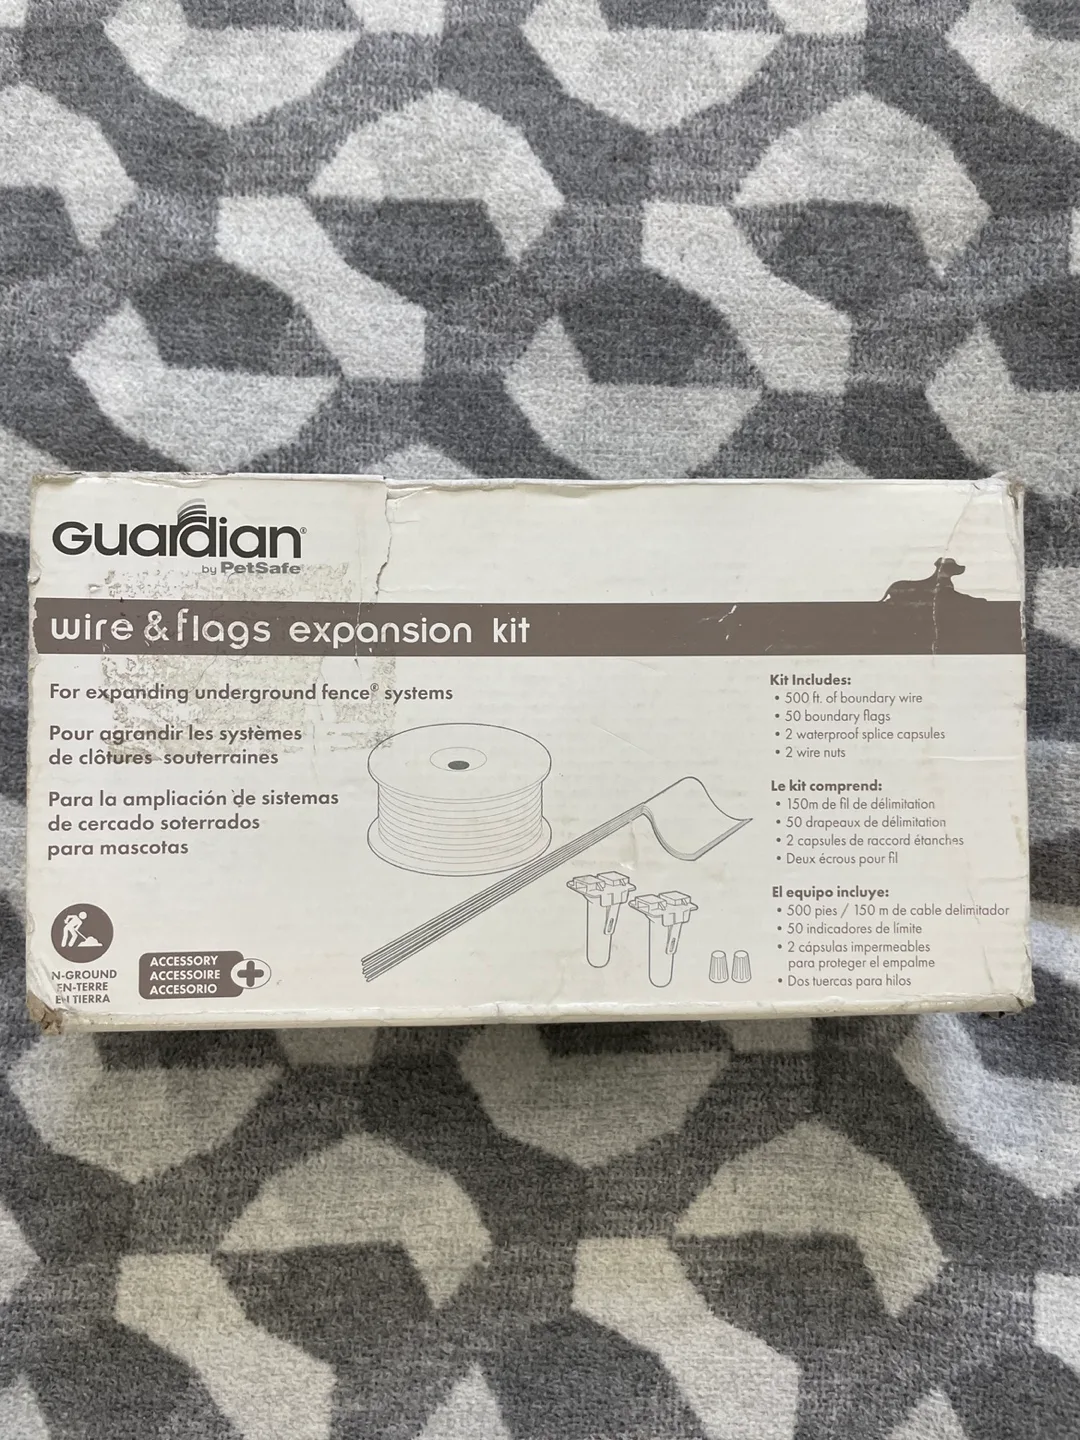 Guardian®
by PetSafe
wire & flags expansion kit
For expanding underground fence® systems
Pour agrandir les systèmes
de clôtures souterraines
Para la ampliación de sistemas
de cercado soterrados
para mascotas
N-GROUND
EN-TERRE
EN TIERRA
ACCESSORY
ACCESSOIRE
ACCESORIO
Kit Includes:
• 500 ft. of boundary wire
• 50 boundary flags
• 2 waterproof splice capsules
• 2 wire nuts
Le kit comprend:
• 150m de fil de délimitation
• 50 drapeaux de délimitation
• 2 capsules de raccord étanches
• Deux écrous pour fil
El equipo incluye:
• 500 pies / 150 m de cable delimitador
• 50 indicadores de límite
• 2 cápsulas impermeables
para proteger el empalme
• Dos tuercas para hilos